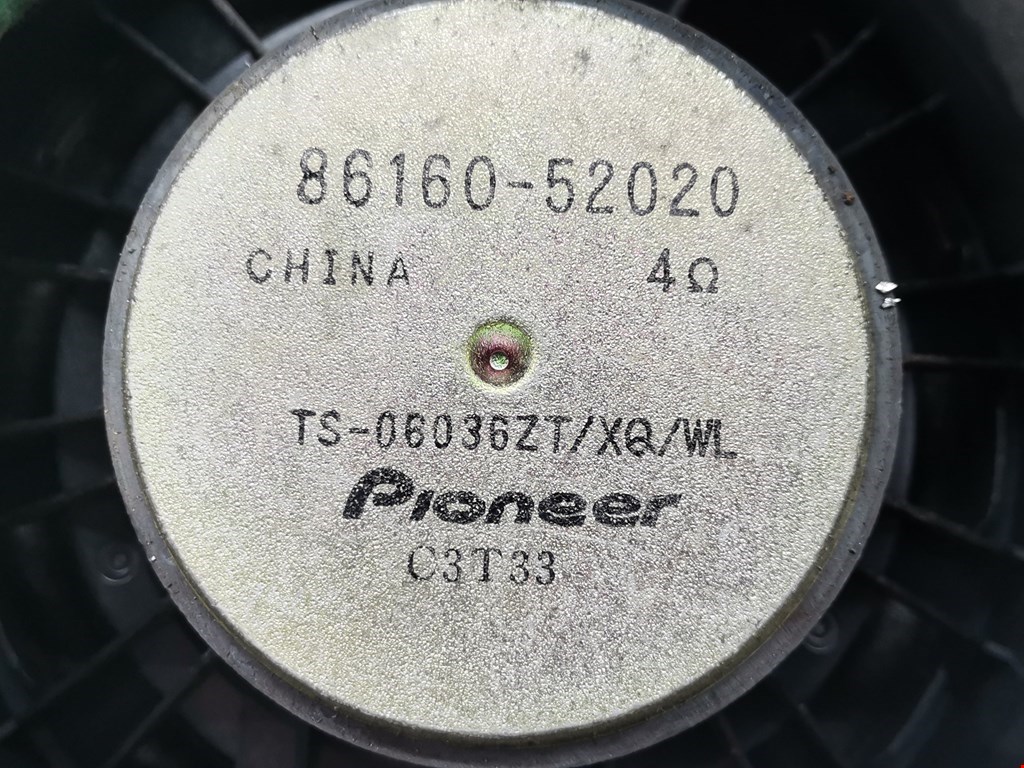 86160-52020
CHINA 4Ω
TS-06036ZT/XQ/WL
Pioneer
C3T33